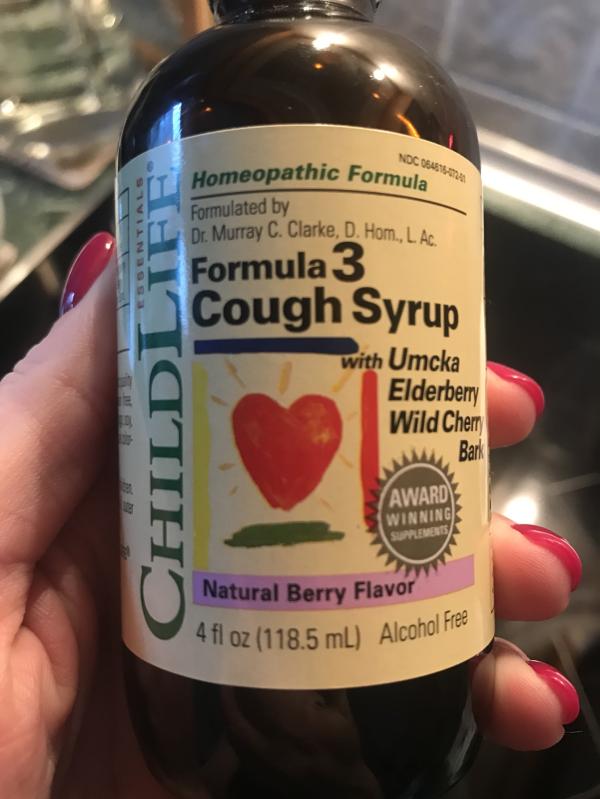 NDC 064616-072-51
Homeopathic Formula
Formulated by
Dr. Murray C. Clarke, D. Hom., L. Ac.
Formula 3
Cough Syrup
with Umcka
Elderberry
Wild Cherry
Bark
AWARD
WINNING
SUPPLEMENTS
Natural Berry Flavor
4 fl oz (118.5 mL) Alcohol Free
CHILDLIFE®
ESSENTIALS